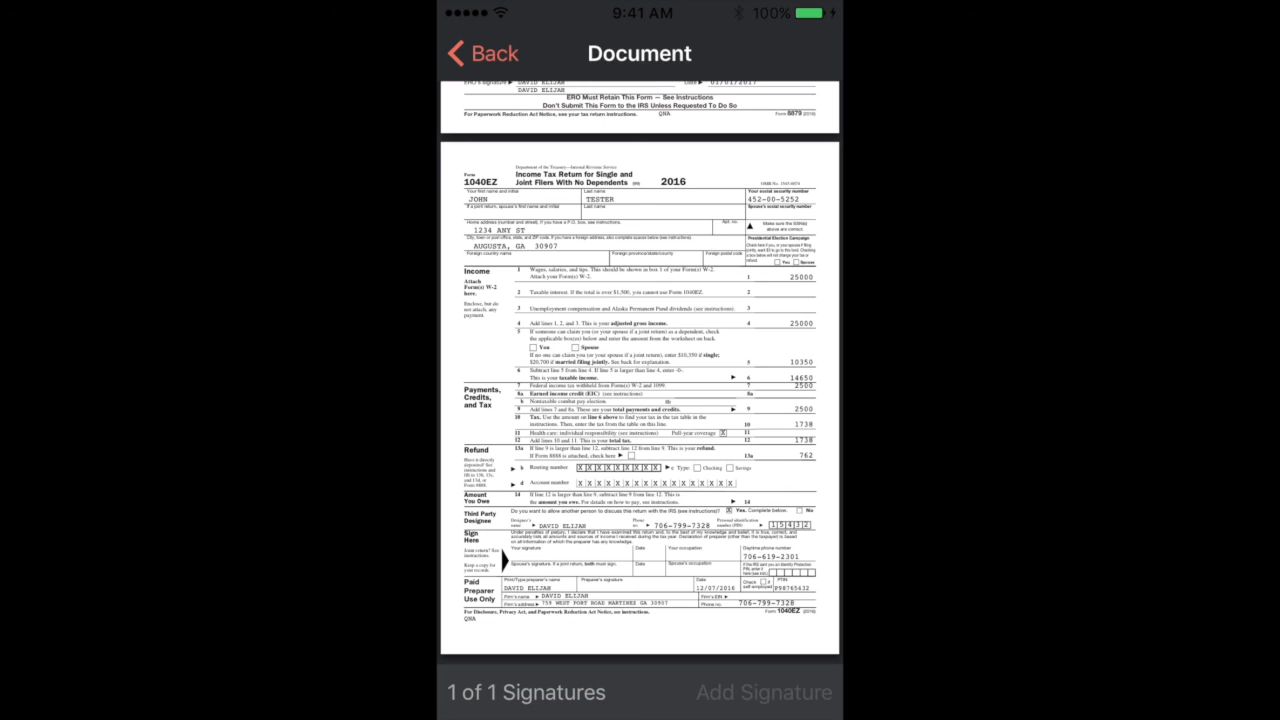 9:41 AM
100%
Back
Document
ERO's signature ▶ DAVID ELIJAH Date ▶ 01/01/2017
DAVID ELIJAH
ERO Must Retain This Form — See Instructions
Don't Submit This Form to the IRS Unless Requested To Do So
For Paperwork Reduction Act Notice, see your tax return instructions. QNA Form 8879 (2016)
Department of the Treasury—Internal Revenue Service
Form
1040EZ
Income Tax Return for Single and
Joint Filers With No Dependents (99) 2016
OMB No. 1545-0074
Your first name and initial Last name Your social security number
JOHN TESTER 452-00-5252
If a joint return, spouse's first name and initial Last name Spouse's social security number
Home address (number and street). If you have a P.O. box, see instructions. Apt. no.
1234 ANY ST
▲ Make sure the SSN(s)
above are correct.
City, town or post office, state, and ZIP code. If you have a foreign address, also complete spaces below (see instructions).
AUGUSTA, GA 30907
Foreign country name Foreign province/state/county Foreign postal code
Presidential Election Campaign
Check here if you, or your spouse if filing
jointly, want $3 to go to this fund. Checking
a box below will not change your tax or
refund. You Spouse
Income
Attach
Form(s) W-2
here.
Enclose, but do
not attach, any
payment.
1 Wages, salaries, and tips. This should be shown in box 1 of your Form(s) W-2.
Attach your Form(s) W-2. 1 25000
2 Taxable interest. If the total is over $1,500, you cannot use Form 1040EZ. 2
3 Unemployment compensation and Alaska Permanent Fund dividends (see instructions). 3
4 Add lines 1, 2, and 3. This is your adjusted gross income. 4 25000
5 If someone can claim you (or your spouse if a joint return) as a dependent, check
the applicable box(es) below and enter the amount from the worksheet on back.
You Spouse
If no one can claim you (or your spouse if a joint return), enter $10,350 if single;
$20,700 if married filing jointly. See back for explanation. 5 10350
6 Subtract line 5 from line 4. If line 5 is larger than line 4, enter -0-.
This is your taxable income. ▶ 6 14650
Payments,
Credits,
and Tax
7 Federal income tax withheld from Form(s) W-2 and 1099. 7 2500
8a Earned income credit (EIC) (see instructions) 8a
b Nontaxable combat pay election. 8b
9 Add lines 7 and 8a. These are your total payments and credits. ▶ 9 2500
10 Tax. Use the amount on line 6 above to find your tax in the tax table in the
instructions. Then, enter the tax from the table on this line. 10 1738
11 Health care: individual responsibility (see instructions) Full-year coverage X 11
12 Add lines 10 and 11. This is your total tax. 12 1738
Refund
Have it directly
deposited! See
instructions and
fill in 13b, 13c,
and 13d, or
Form 8888.
13a If line 9 is larger than line 12, subtract line 12 from line 9. This is your refund.
If Form 8888 is attached, check here ▶ 13a 762
▶ b Routing number X X X X X X X X X ▶ c Type: Checking Savings
▶ d Account number X X X X X X X X X X X X X X X X X
Amount
You Owe
14 If line 12 is larger than line 9, subtract line 9 from line 12. This is
the amount you owe. For details on how to pay, see instructions. ▶ 14
Third Party
Designee
Do you want to allow another person to discuss this return with the IRS (see instructions)? X Yes. Complete below. No
Designee's
name ▶ DAVID ELIJAH
Phone
no. ▶ 706-799-7328
Personal identification
number (PIN) ▶ 1 5 4 3 2
Sign
Here
Joint return? See
instructions.
Keep a copy for
your records.
Under penalties of perjury, I declare that I have examined this return and, to the best of my knowledge and belief, it is true, correct, and
accurately lists all amounts and sources of income I received during the tax year. Declaration of preparer (other than the taxpayer) is based
on all information of which the preparer has any knowledge.
Your signature Date Your occupation Daytime phone number
706-619-2301
Spouse's signature. If a joint return, both must sign. Date Spouse's occupation
If the IRS sent you an Identity Protection
PIN, enter it
here (see inst.)
Paid
Preparer
Use Only
Print/Type preparer's name Preparer's signature Date Check if
self-employed PTIN
DAVID ELIJAH 12/07/2016 P98765432
Firm's name ▶ DAVID ELIJAH Firm's EIN ▶
Firm's address ▶ 759 WEST PORT ROAD MARTINEZ GA 30907 Phone no. 706-799-7328
For Disclosure, Privacy Act, and Paperwork Reduction Act Notice, see instructions. Form 1040EZ (2016)
QNA
1 of 1 Signatures
Add Signature